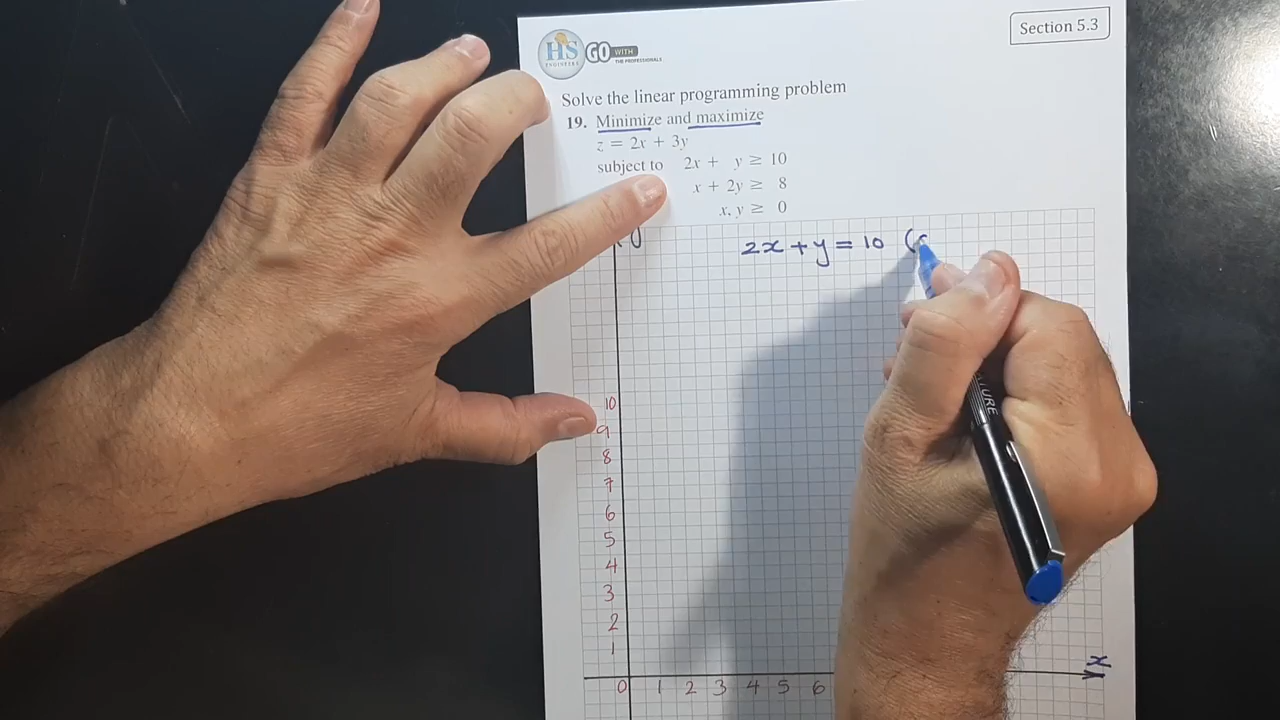 Section 5.3
HS
ENGINEERS
GO WITH
THE PROFESSIONALS
Solve the linear programming problem
19. Minimize and maximize
z = 2x + 3y
subject to 2x + y ≥ 10
x + 2y ≥ 8
x, y ≥ 0
2x + y = 10 (
10
9
8
7
6
5
4
3
2
1
x
0 1 2 3 4 5 6